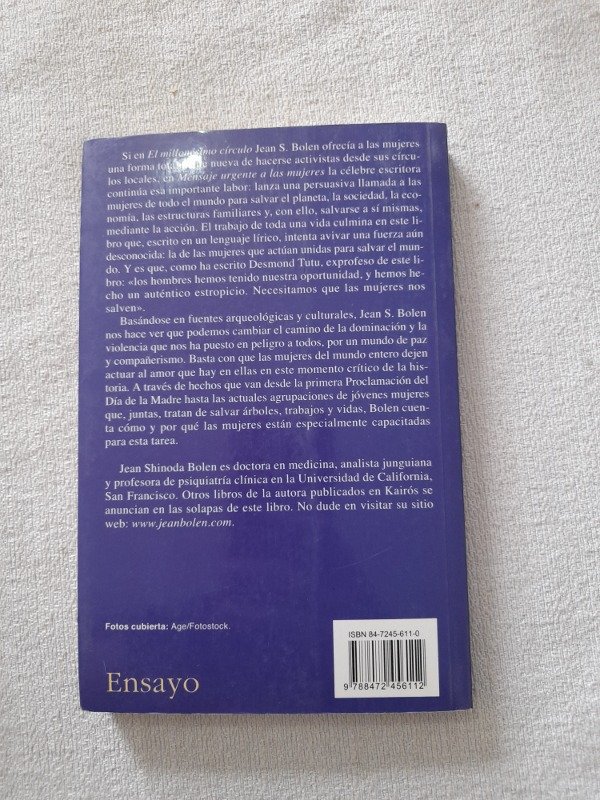 Si en El millonésimo círculo Jean S. Bolen ofrecía a las mujeres
una forma nueva de hacerse activistas desde sus círcu-
los locales, en Mensaje urgente a las mujeres la célebre escritora
continúa esa importante labor: lanza una persuasiva llamada a las
mujeres de todo el mundo para salvar el planeta, la sociedad, la eco-
nomía, las estructuras familiares y, con ello, salvarse a sí mismas,
mediante la acción. El trabajo de toda una vida culmina en este li-
bro que, escrito en un lenguaje lírico, intenta avivar una fuerza aún
desconocida: la de las mujeres que actúan unidas para salvar el mun-
do. Y es que, como ha escrito Desmond Tutu, exprofeso de este li-
bro: «los hombres hemos tenido nuestra oportunidad, y hemos he-
cho un auténtico estropicio. Necesitamos que las mujeres nos
salven».
Basándose en fuentes arqueológicas y culturales, Jean S. Bolen
nos hace ver que podemos cambiar el camino de la dominación y la
violencia que nos ha puesto en peligro a todos, por un mundo de paz
y compañerismo. Basta con que las mujeres del mundo entero dejen
actuar al amor que hay en ellas en este momento crítico de la his-
toria. A través de hechos que van desde la primera Proclamación del
Día de la Madre hasta las actuales agrupaciones de jóvenes mujeres
que, juntas, tratan de salvar árboles, trabajos y vidas, Bolen cuen-
ta cómo y por qué las mujeres están especialmente capacitadas
para esta tarea.
Jean Shinoda Bolen es doctora en medicina, analista junguiana
y profesora de psiquiatría clínica en la Universidad de California,
San Francisco. Otros libros de la autora publicados en Kairós se
anuncian en las solapas de este libro. No dude en visitar su sitio
web: www.jeanbolen.com.
Fotos cubierta: Age/Fotostock.
ISBN 84-7245-611-0
9 788472 456112
Ensayo